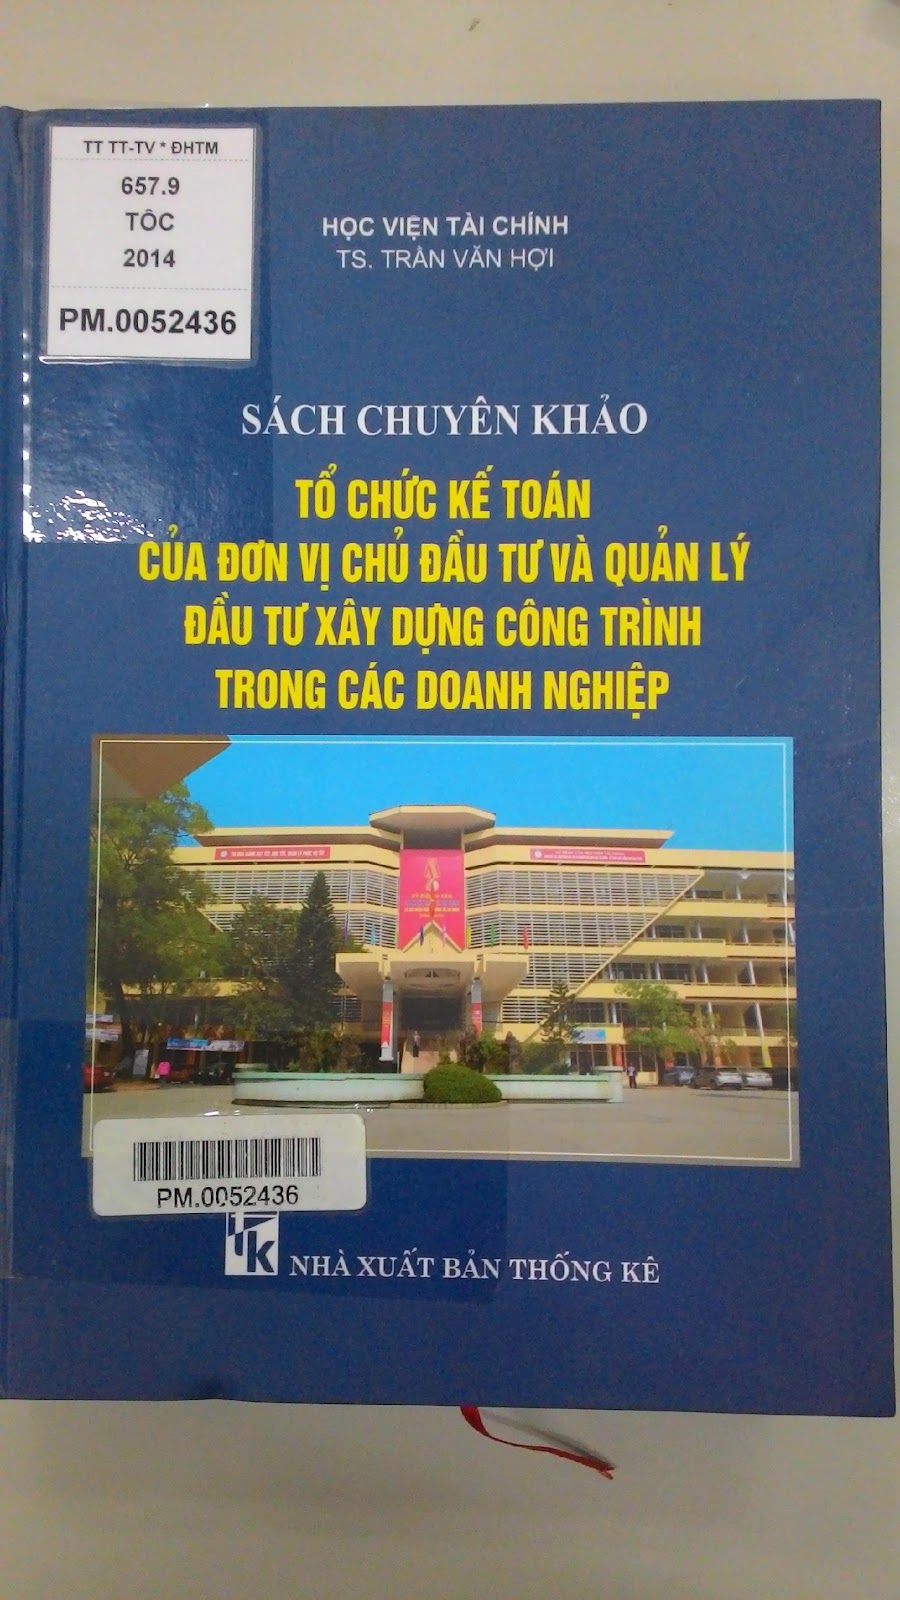 TT TT-TV * ĐHTM
657.9
TÔC
2014
PM.0052436
HỌC VIỆN TÀI CHÍNH
TS. TRẦN VĂN HỢI
SÁCH CHUYÊN KHẢO
TỔ CHỨC KẾ TOÁN
CỦA ĐƠN VỊ CHỦ ĐẦU TƯ VÀ QUẢN LÝ
ĐẦU TƯ XÂY DỰNG CÔNG TRÌNH
TRONG CÁC DOANH NGHIỆP
PM.0052436
NHÀ XUẤT BẢN THỐNG KÊ